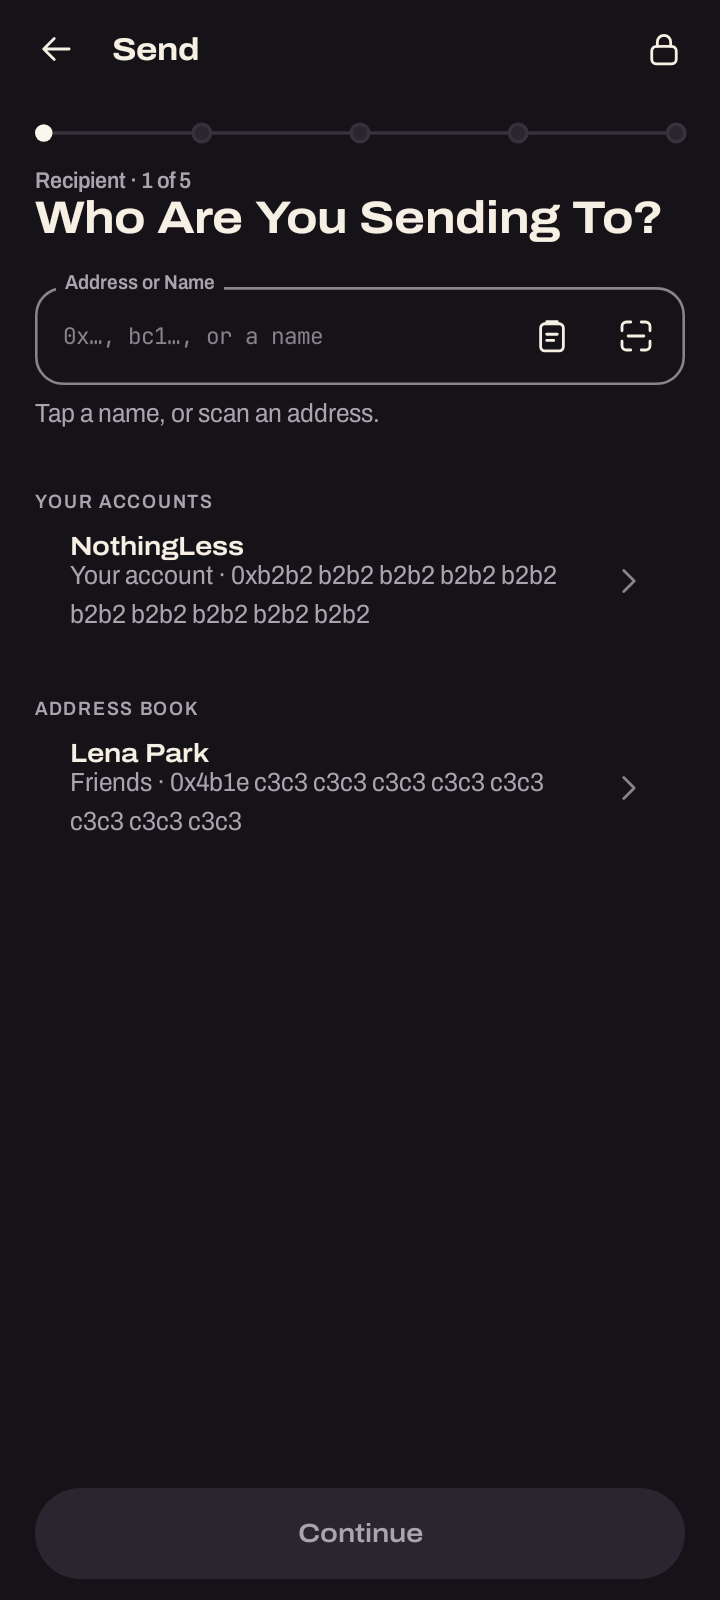 Send
Recipient · 1 of 5
Who Are You Sending To?
Address or Name
0x…, bc1…, or a name
Tap a name, or scan an address.
YOUR ACCOUNTS
NothingLess
Your account · 0xb2b2 b2b2 b2b2 b2b2 b2b2
b2b2 b2b2 b2b2 b2b2 b2b2
ADDRESS BOOK
Lena Park
Friends · 0x4b1e c3c3 c3c3 c3c3 c3c3 c3c3
c3c3 c3c3 c3c3
Continue